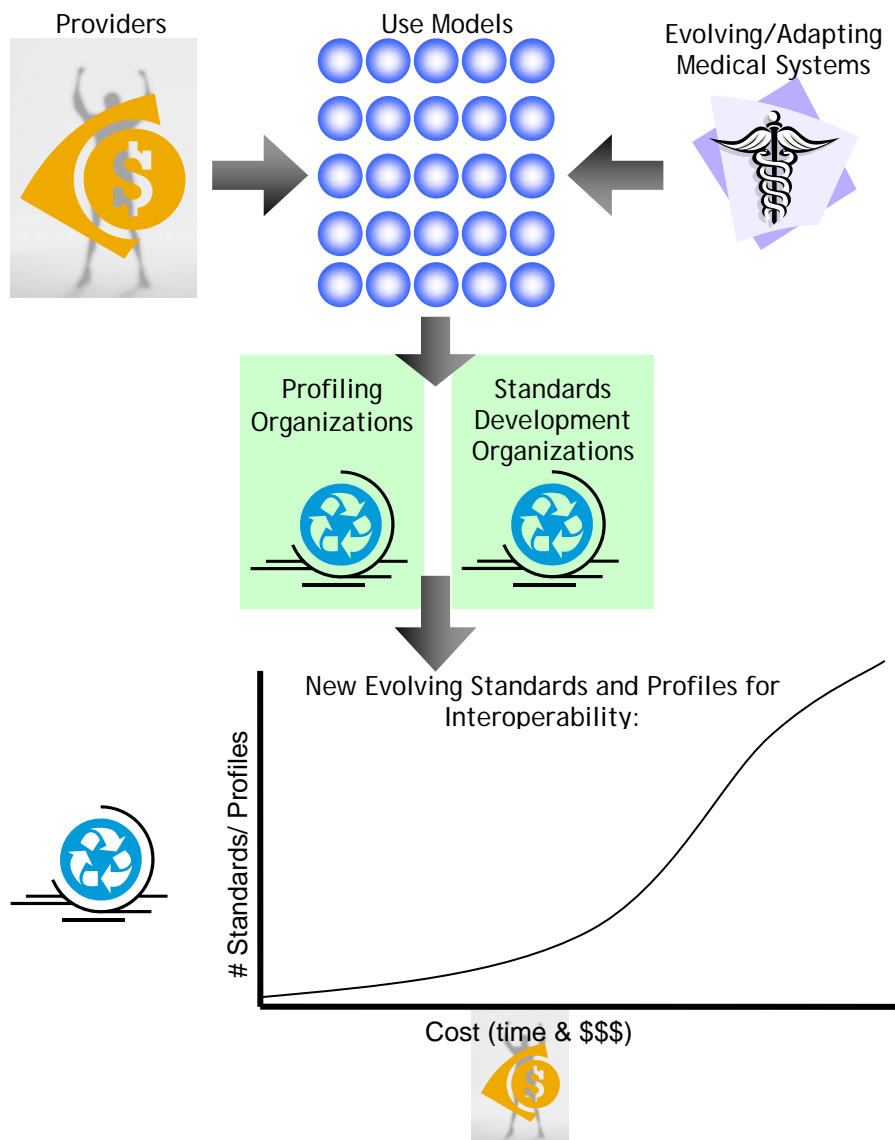 Providers
Use Models
Evolving/Adapting
Medical Systems
$
Profiling
Organizations
Standards
Development
Organizations
New Evolving Standards and Profiles for
Interoperability:
# Standards/ Profiles
Cost (time & $$$)
$